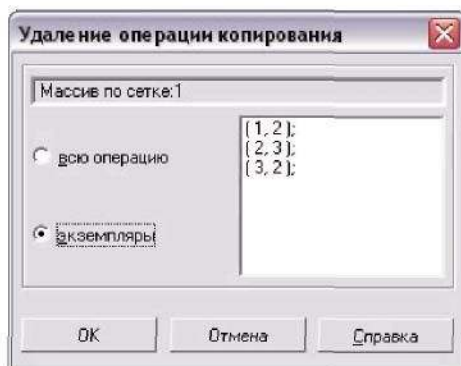 Удаление операции копирования
Массив по сетке:1
всю операцию
экземпляры
( 1, 2 );
( 2, 3 );
( 3, 2 );
OK
Отмена
Справка